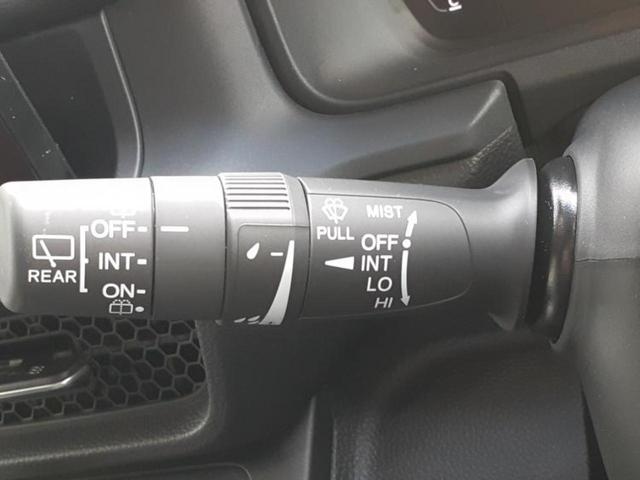 REAR
OFF
INT
ON
PULL
MIST
OFF
INT
LO
HI